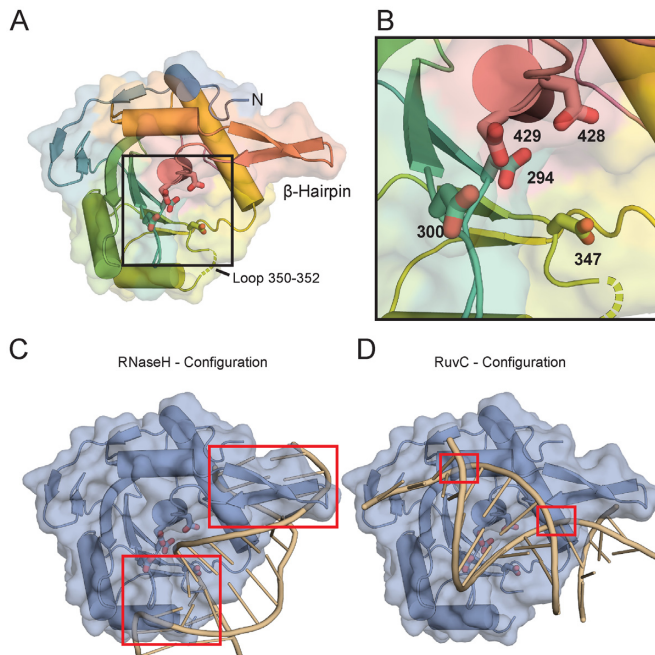 A
N
β-Hairpin
Loop 350-352
B
429
428
294
300
347
C
RNaseH - Configuration
D
RuvC - Configuration